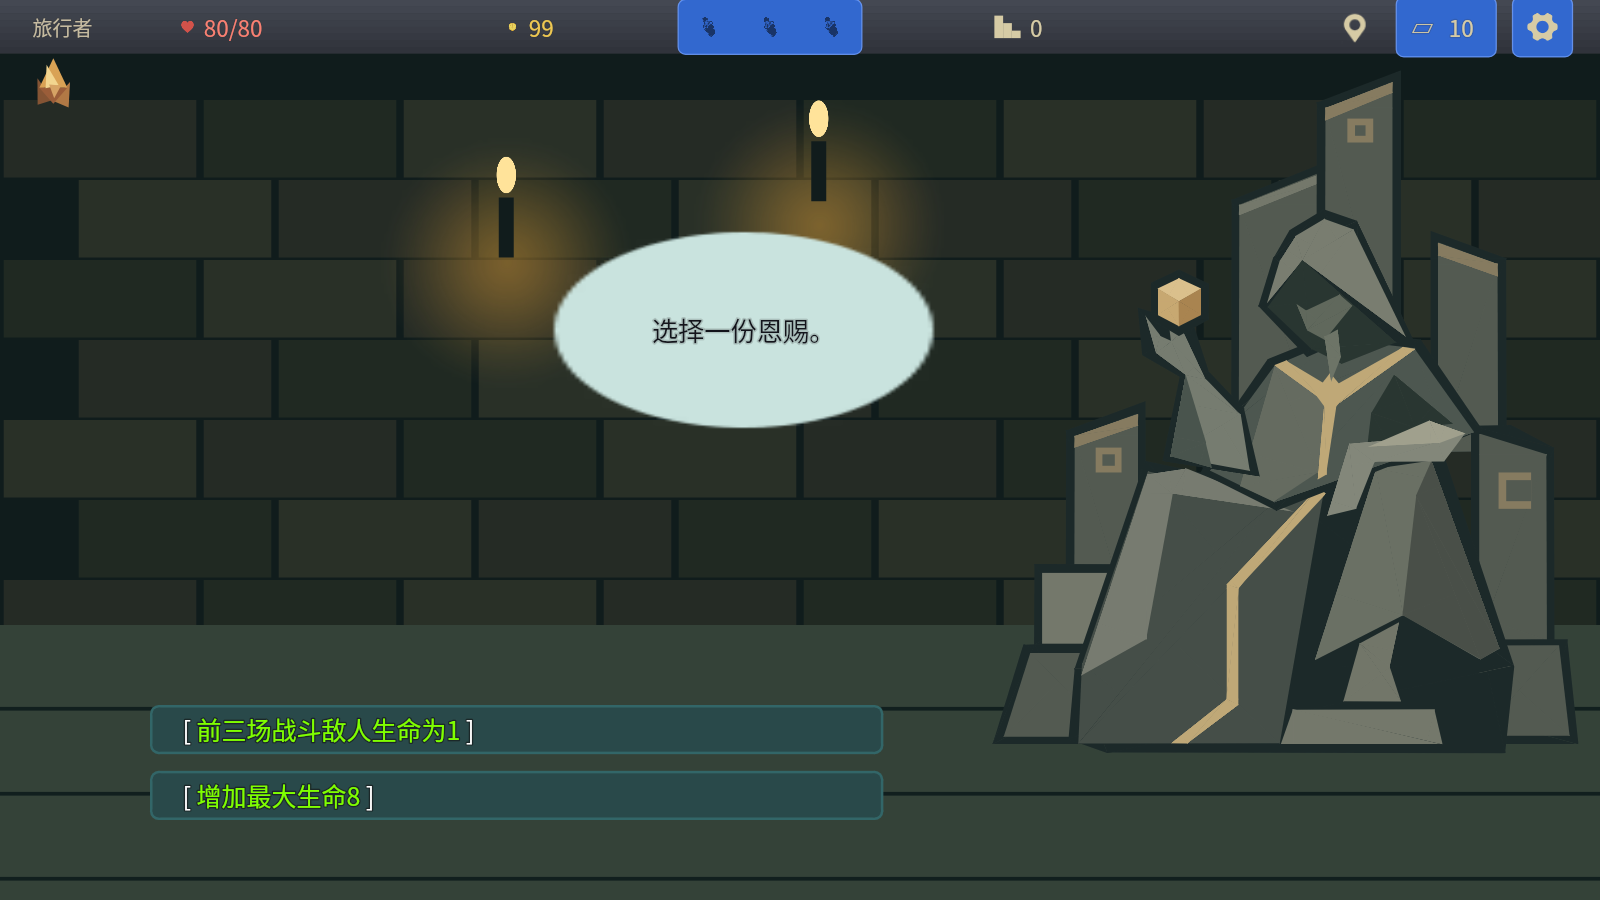 旅行者 80/80 99 0 10
选择一份恩赐。
[ 前三场战斗敌人生命为1 ]
[ 增加最大生命8 ]